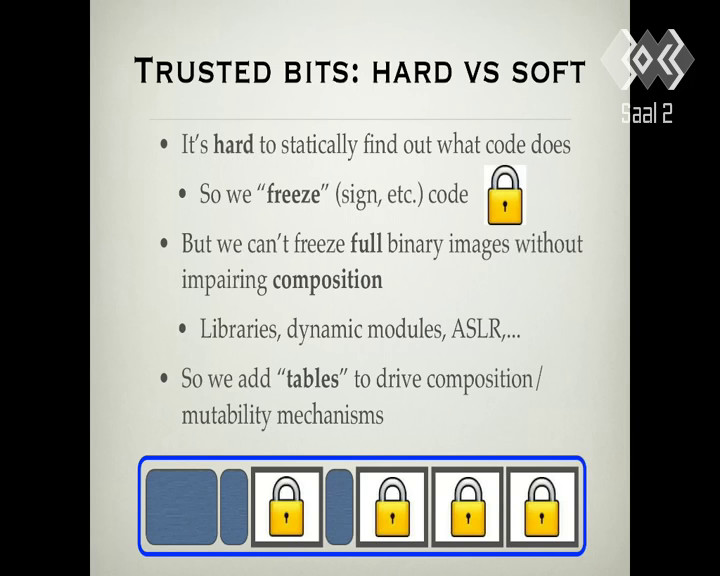 TRUSTED BITS: HARD VS SOFT
Saal 2
• It's hard to statically find out what code does
• So we “freeze” (sign, etc.) code
• But we can't freeze full binary images without
impairing composition
• Libraries, dynamic modules, ASLR,...
• So we add “tables” to drive composition/
mutability mechanisms